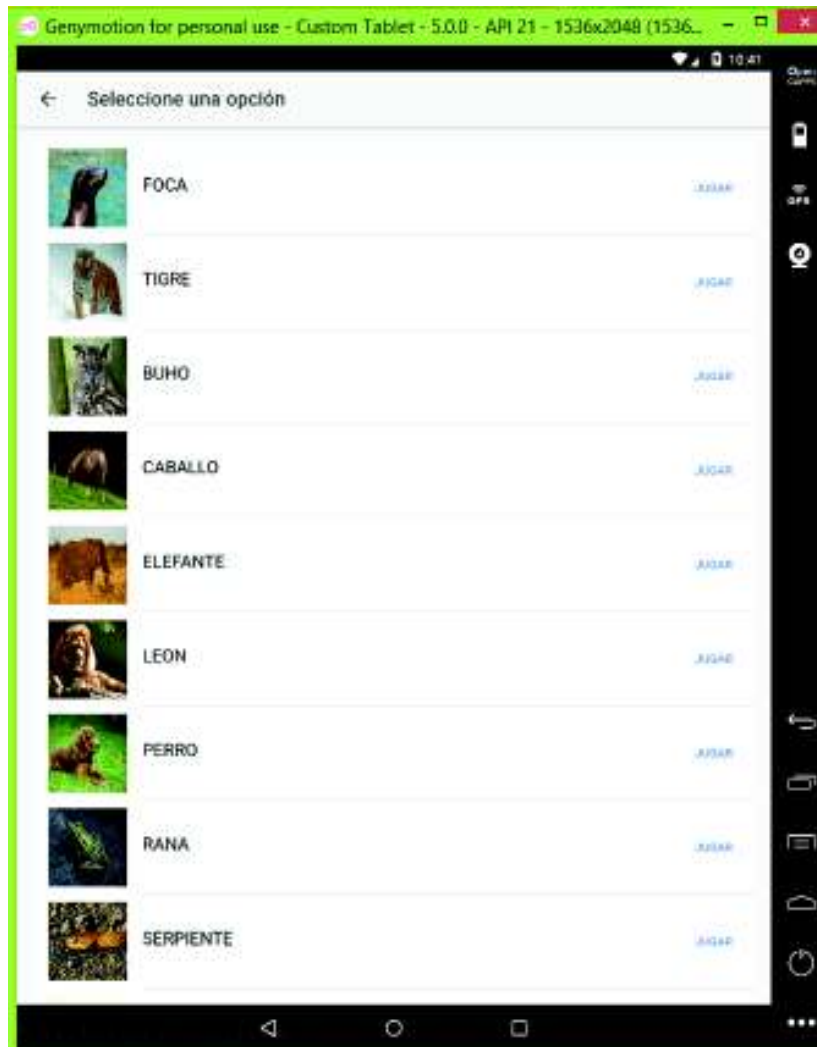 Genymotion for personal use - Custom Tablet - 5.0.0 - API 21 - 1536x2048 (1536...
10:41
Seleccione una opción
FOCA
JUGAR
TIGRE
JUGAR
BUHO
JUGAR
CABALLO
JUGAR
ELEFANTE
JUGAR
LEON
JUGAR
PERRO
JUGAR
RANA
JUGAR
SERPIENTE
JUGAR
GPS